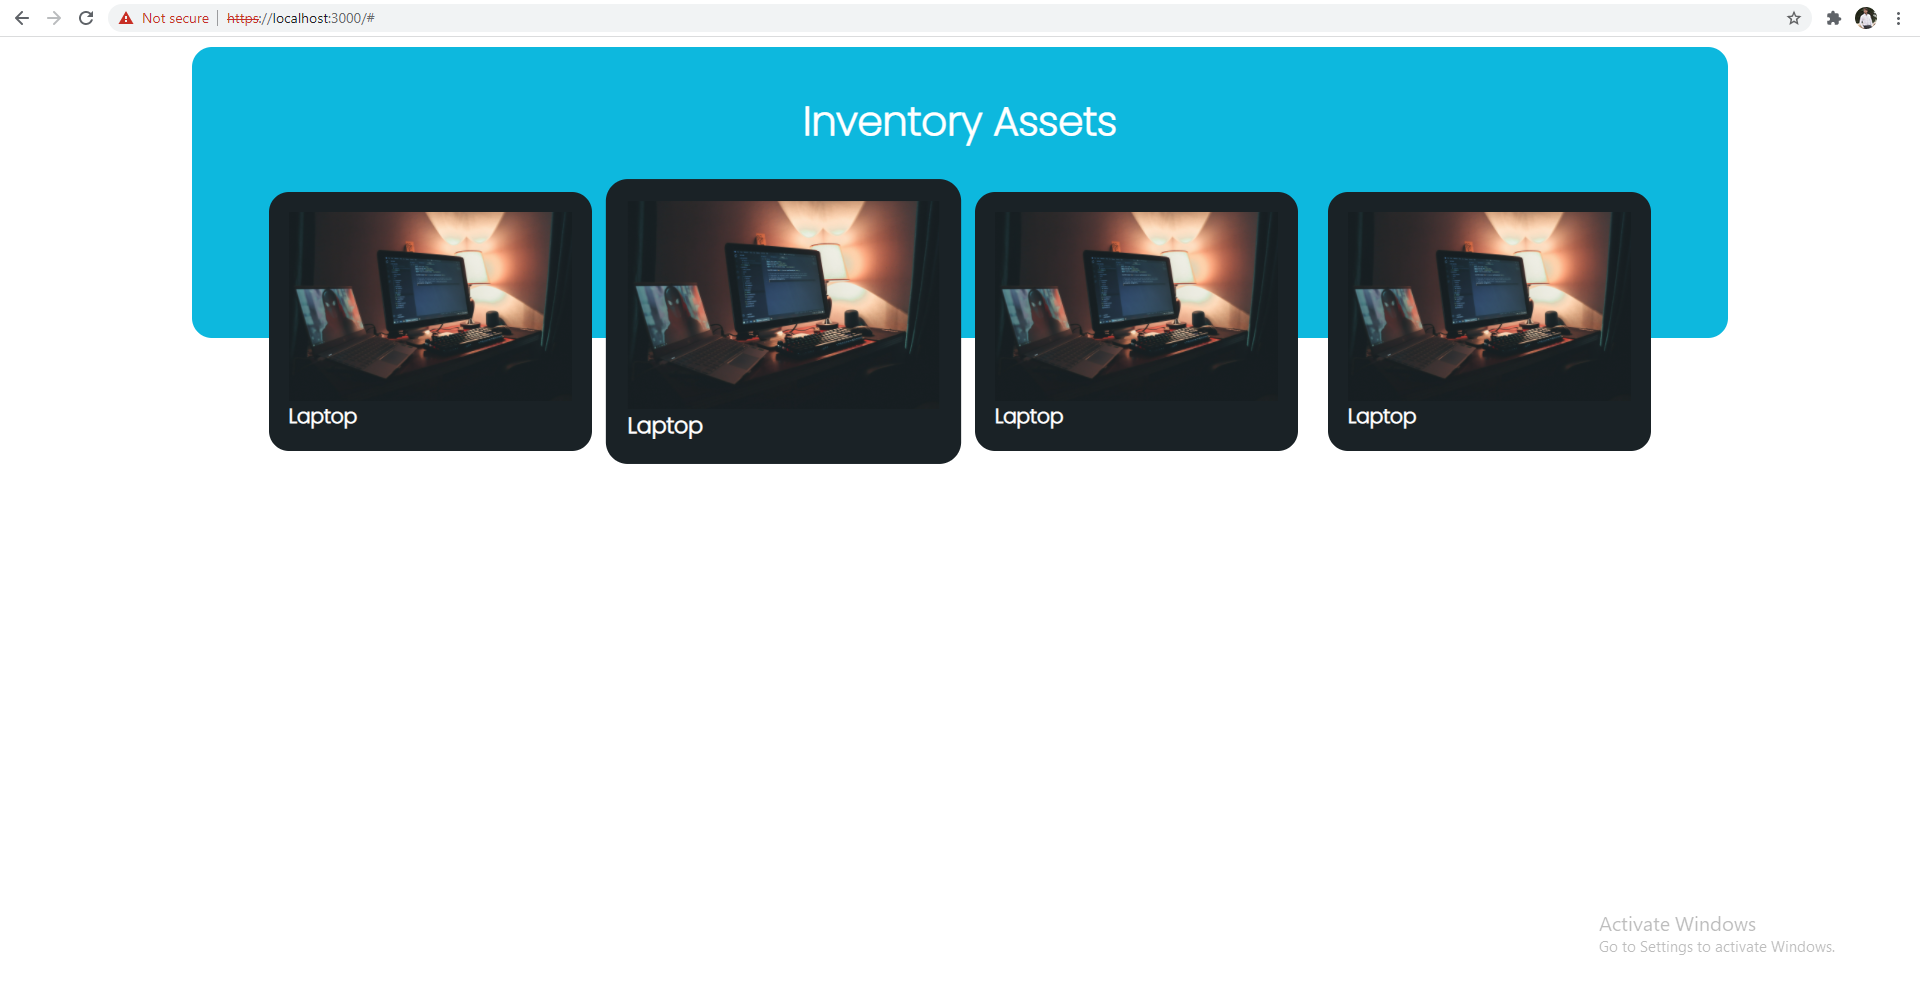 Not secure https://localhost:3000/#
Inventory Assets
Laptop
Laptop
Laptop
Laptop
Activate Windows
Go to Settings to activate Windows.